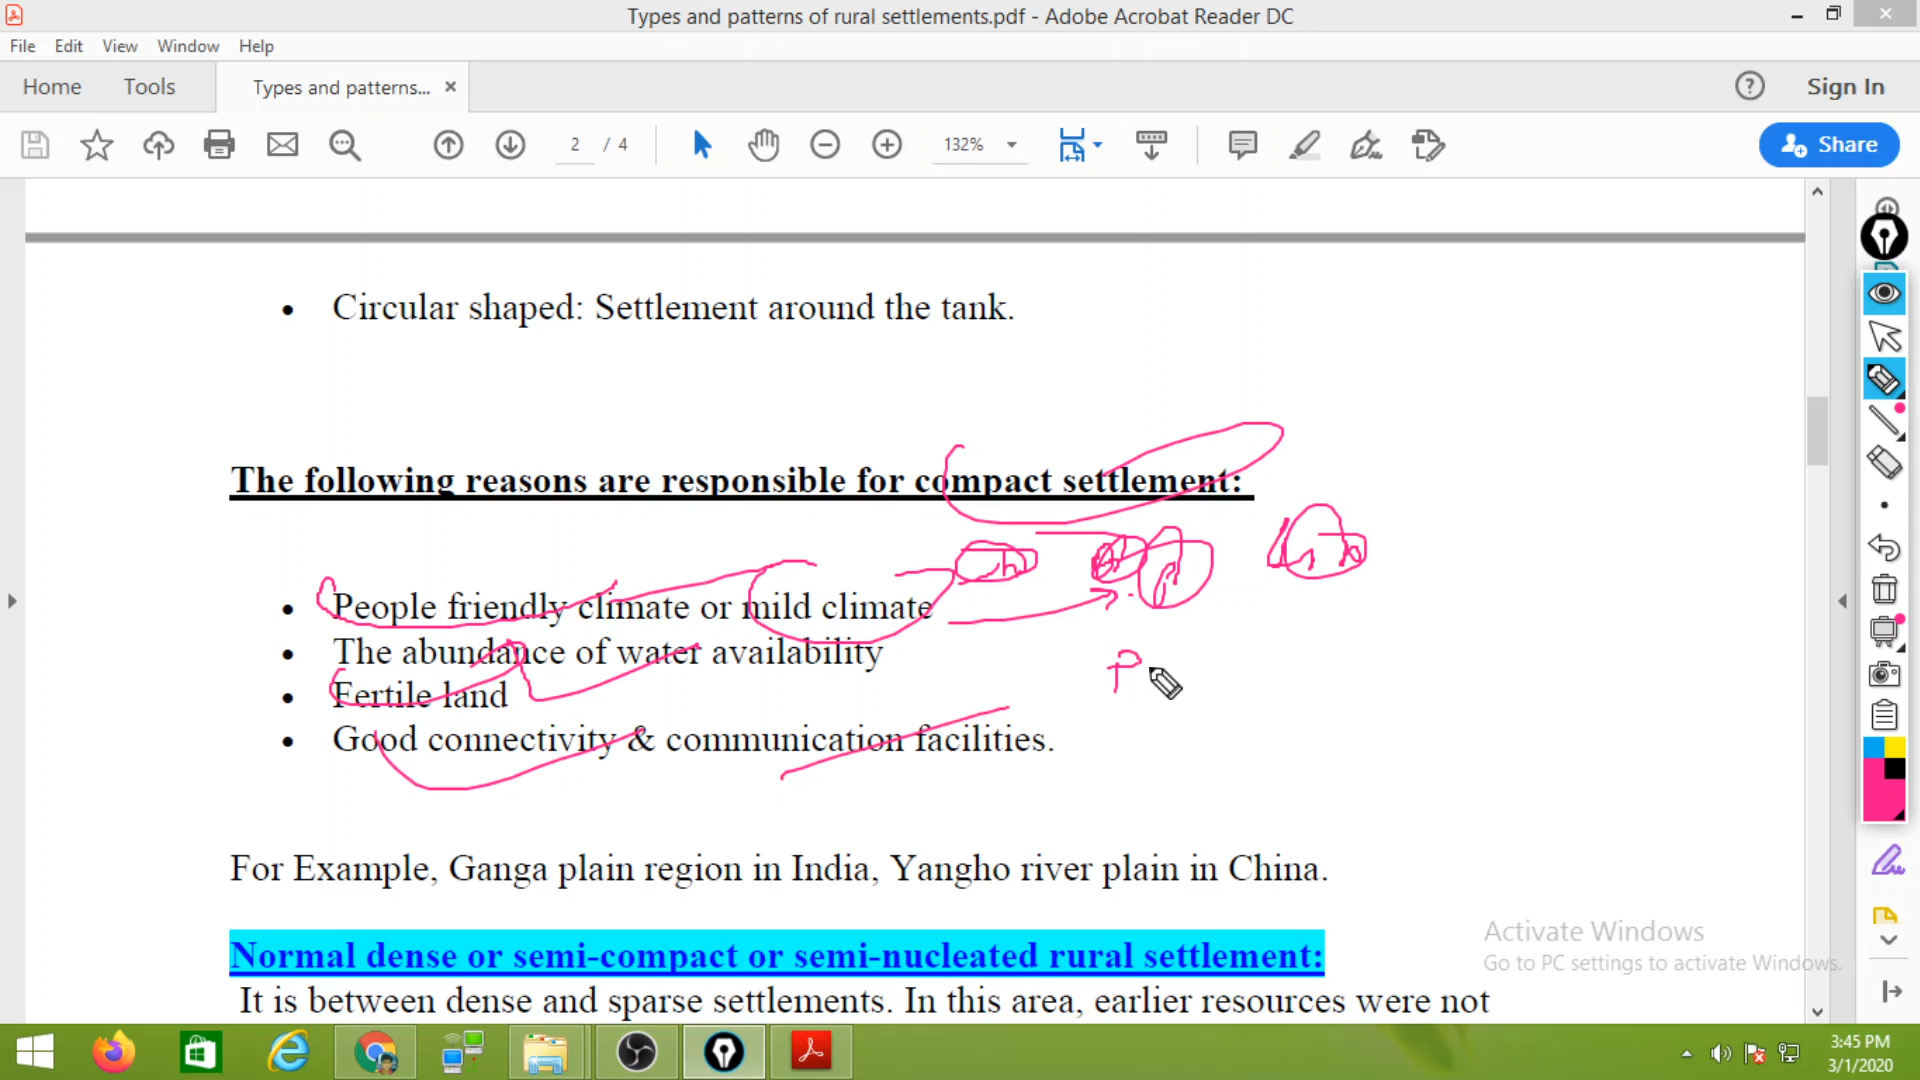 Types and patterns of rural settlements.pdf - Adobe Acrobat Reader DC
File Edit View Window Help
Home Tools Types and patterns... × Sign In
2 / 4 132% Share
• Circular shaped: Settlement around the tank.
The following reasons are responsible for compact settlement:
• People friendly climate or mild climate
• The abundance of water availability
• Fertile land
• Good connectivity & communication facilities.
P
For Example, Ganga plain region in India, Yangho river plain in China.
Activate Windows
Go to PC settings to activate Windows.
Normal dense or semi-compact or semi-nucleated rural settlement:
It is between dense and sparse settlements. In this area, earlier resources were not
3:45 PM
3/1/2020